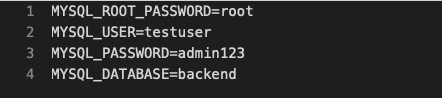 1 MYSQL_ROOT_PASSWORD=root
2 MYSQL_USER=testuser
3 MYSQL_PASSWORD=admin123
4 MYSQL_DATABASE=backend